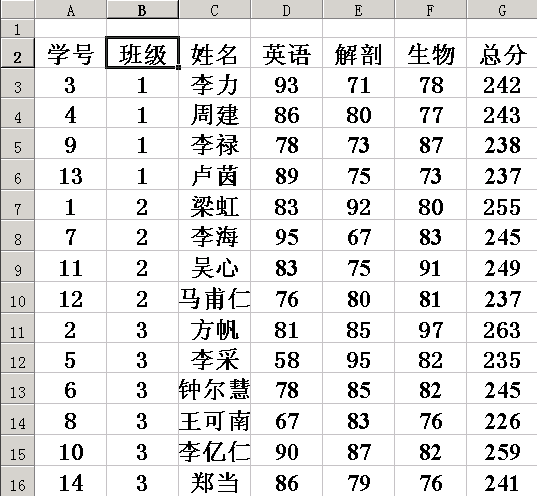 A B C D E F G
1
2 学号 班级 姓名 英语 解剖 生物 总分
3 3 1 李力 93 71 78 242
4 4 1 周建 86 80 77 243
5 9 1 李禄 78 73 87 238
6 13 1 卢茵 89 75 73 237
7 1 2 梁虹 83 92 80 255
8 7 2 李海 95 67 83 245
9 11 2 吴心 83 75 91 249
10 12 2 马甫仁 76 80 81 237
11 2 3 方帆 81 85 97 263
12 5 3 李采 58 95 82 235
13 6 3 钟尔慧 78 85 82 245
14 8 3 王可南 67 83 76 226
15 10 3 李亿仁 90 87 82 259
16 14 3 郑当 86 79 76 241